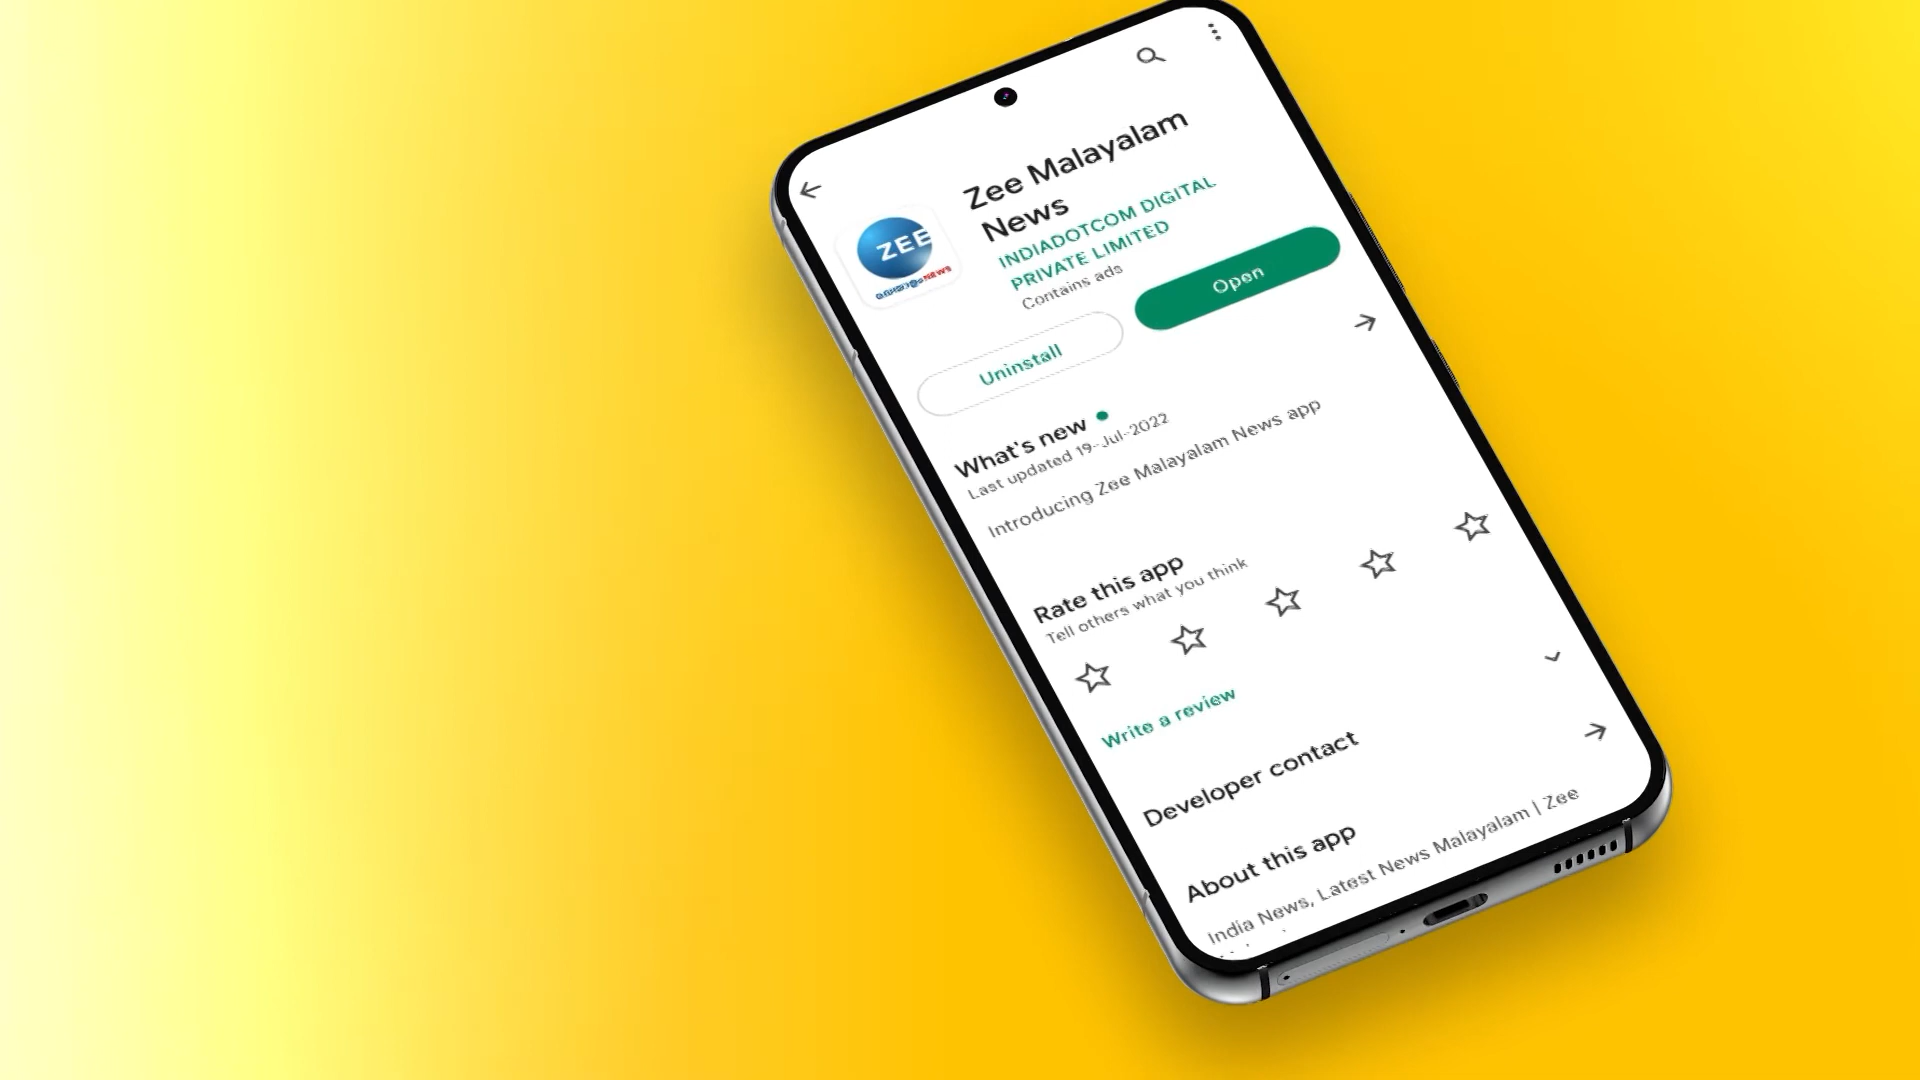 Zee Malayalam
News
INDIADOTCOM DIGITAL
PRIVATE LIMITED
Contains ads
ZEE
മലയാളം NEWS
Uninstall
Open
What's new
Last updated 19-Jul-2022
Introducing Zee Malayalam News app
Rate this app
Tell others what you think
Write a review
Developer contact
About this app
India News, Latest News Malayalam | Zee